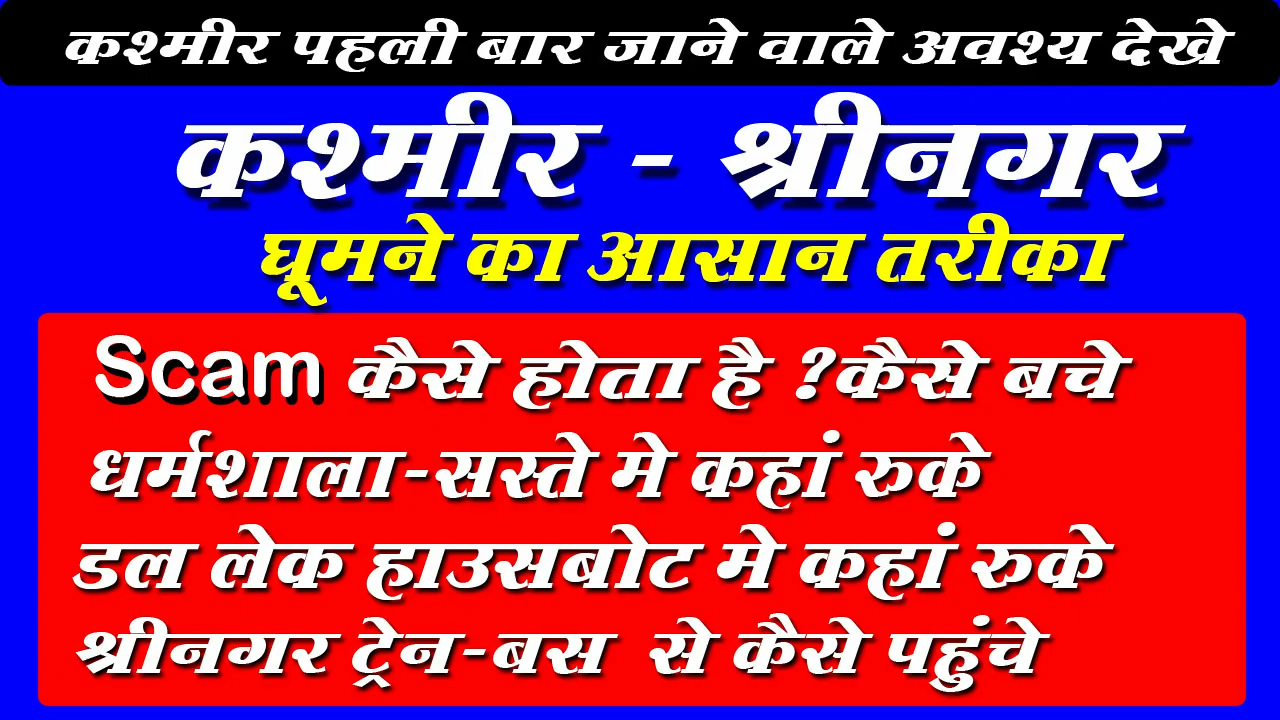 कश्मीर पहली बार जाने वाले अवश्य देखे
कश्मीर - श्रीनगर
घूमने का आसान तरीका
Scam कैसे होता है ?कैसे बचे
धर्मशाला-सस्ते मे कहां रुके
डल लेक हाउसबोट मे कहां रुके
श्रीनगर ट्रेन-बस से कैसे पहुंचे